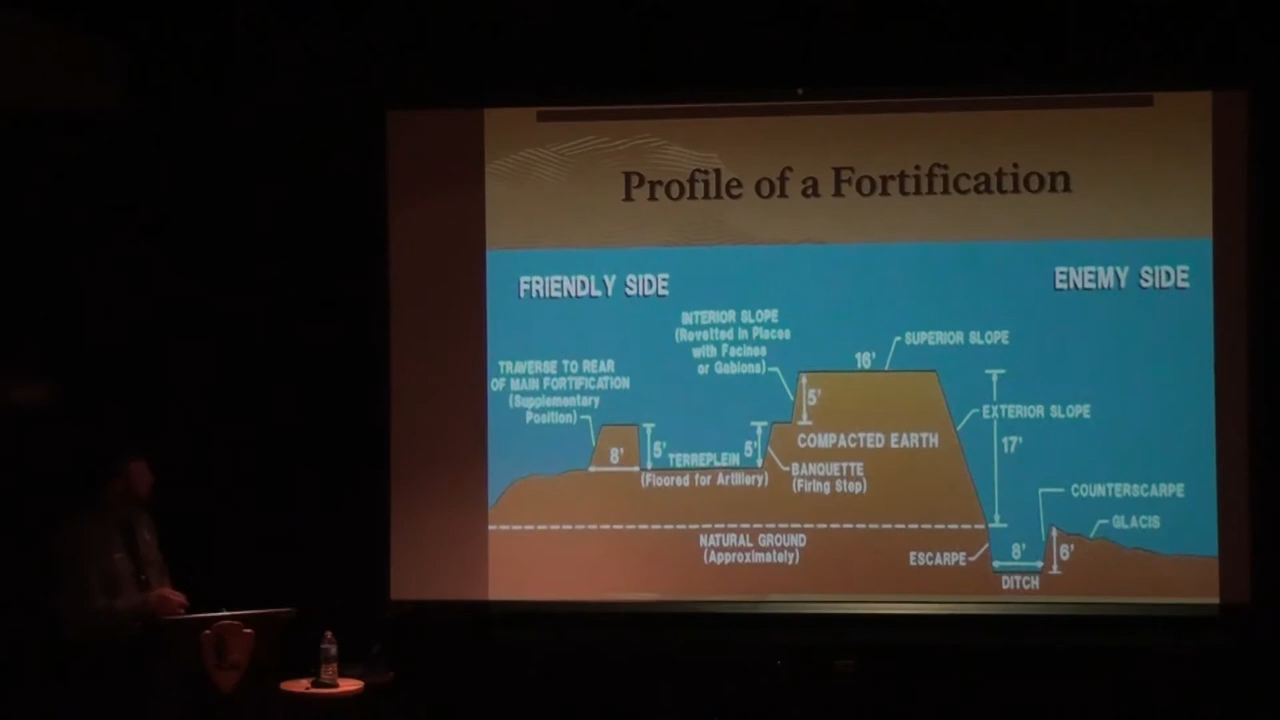 Profile of a Fortification
FRIENDLY SIDE
ENEMY SIDE
INTERIOR SLOPE
(Revetted in Places
with Facines
or Gabions)
16'
SUPERIOR SLOPE
TRAVERSE TO REAR
OF MAIN FORTIFICATION
(Supplementary
Position)
5'
EXTERIOR SLOPE
8'
5'
TERREPLEIN
(Floored for Artillery)
5'
COMPACTED EARTH
17'
BANQUETTE
(Firing Step)
COUNTERSCARPE
GLACIS
NATURAL GROUND
(Approximately)
ESCARPE
8'
6'
DITCH